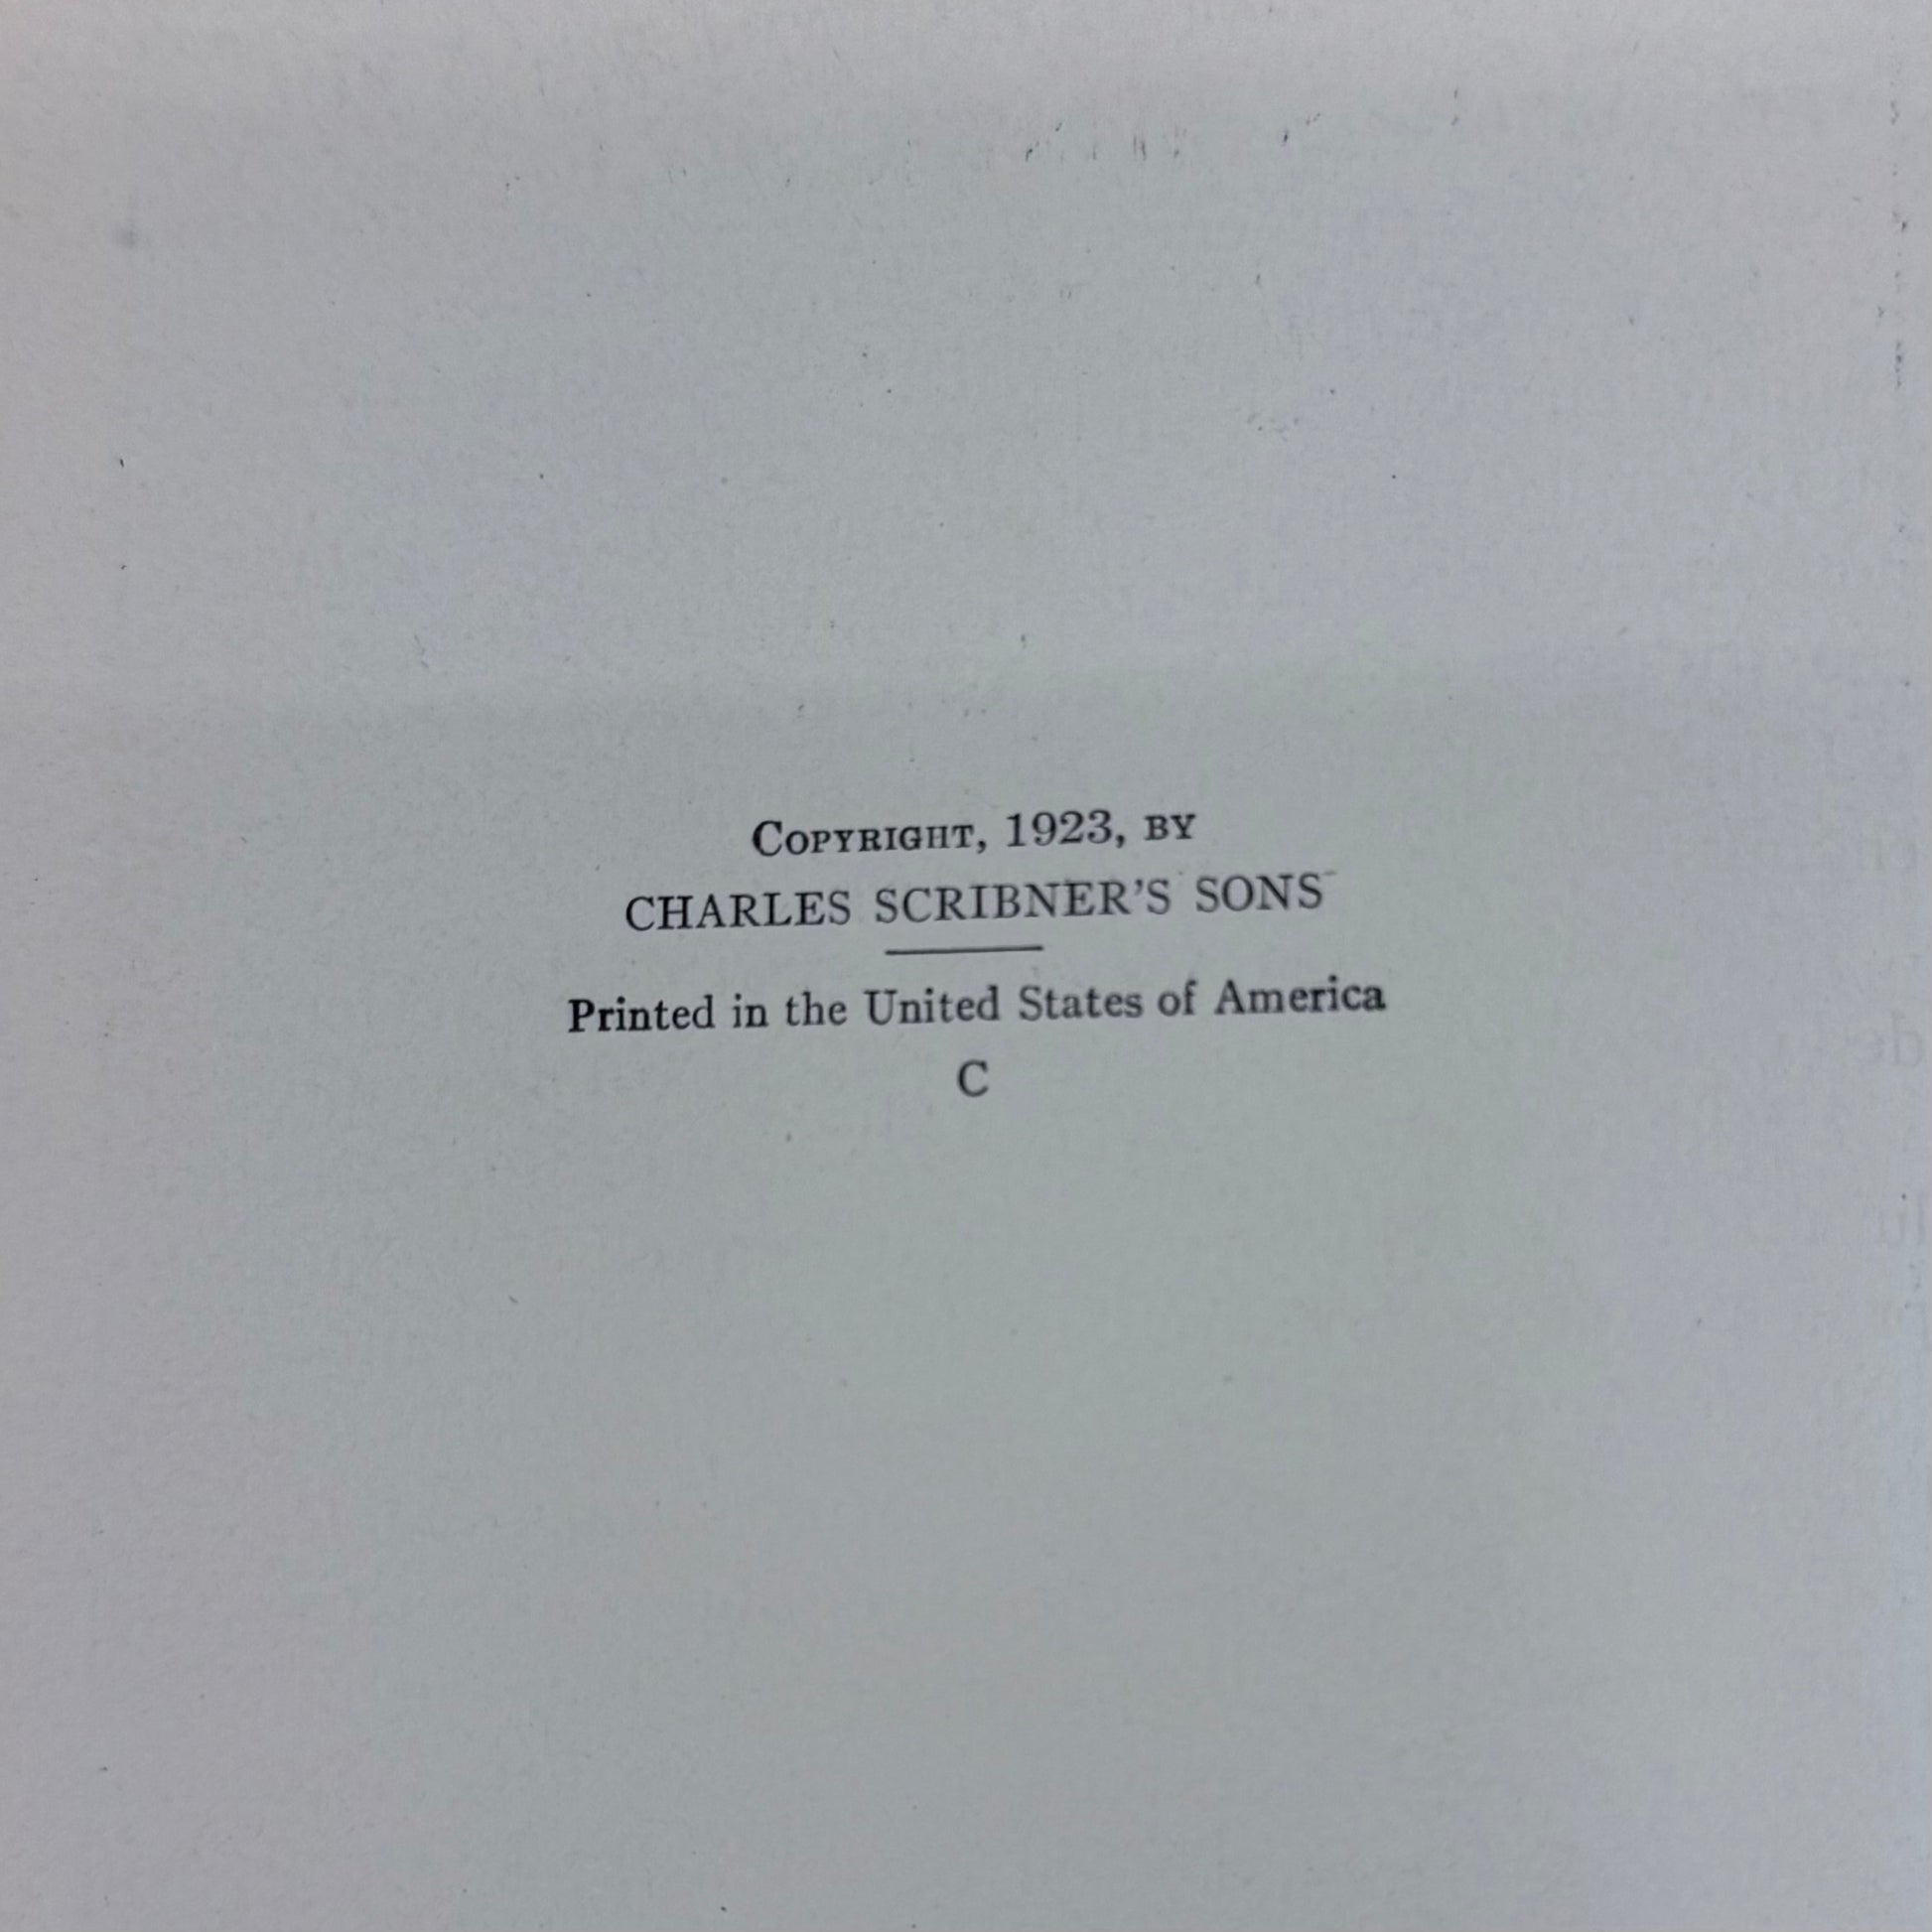 COPYRIGHT, 1923, BY
CHARLES SCRIBNER'S SONS
Printed in the United States of America
C